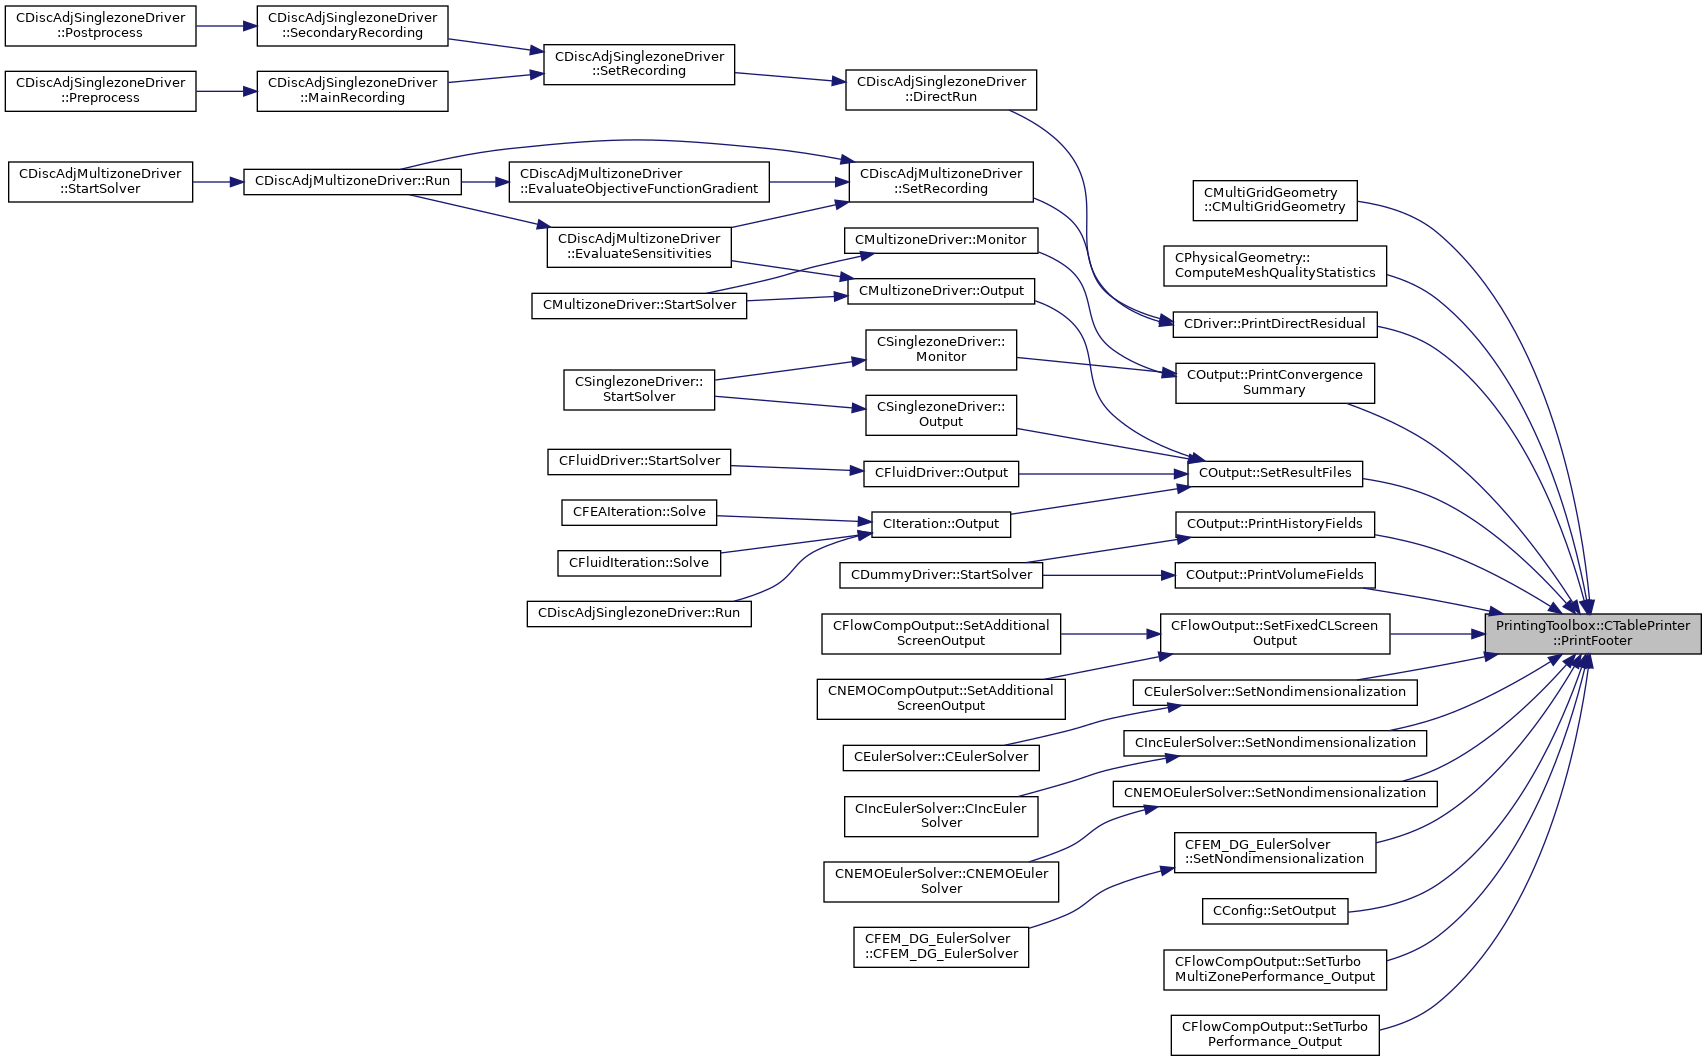 CDiscAdjSinglezoneDriver
::Postprocess
CDiscAdjSinglezoneDriver
::SecondaryRecording
CDiscAdjSinglezoneDriver
::SetRecording
CDiscAdjSinglezoneDriver
::Preprocess
CDiscAdjSinglezoneDriver
::MainRecording
CDiscAdjSinglezoneDriver
::DirectRun
CDiscAdjMultizoneDriver
::StartSolver
CDiscAdjMultizoneDriver::Run
CDiscAdjMultizoneDriver
::EvaluateObjectiveFunctionGradient
CDiscAdjMultizoneDriver
::SetRecording
CMultiGridGeometry
::CMultiGridGeometry
CDiscAdjMultizoneDriver
::EvaluateSensitivities
CMultizoneDriver::Monitor
CPhysicalGeometry::
ComputeMeshQualityStatistics
CMultizoneDriver::StartSolver
CMultizoneDriver::Output
CDriver::PrintDirectResidual
CSinglezoneDriver::
Monitor
CSinglezoneDriver::
StartSolver
COutput::PrintConvergence
Summary
CSinglezoneDriver::
Output
CFluidDriver::StartSolver
CFluidDriver::Output
COutput::SetResultFiles
CFEAIteration::Solve
CIteration::Output
COutput::PrintHistoryFields
CFluidIteration::Solve
CDummyDriver::StartSolver
COutput::PrintVolumeFields
CDiscAdjSinglezoneDriver::Run
CFlowCompOutput::SetAdditional
ScreenOutput
CFlowOutput::SetFixedCLScreen
Output
PrintingToolbox::CTablePrinter
::PrintFooter
CNEMOCompOutput::SetAdditional
ScreenOutput
CEulerSolver::SetNondimensionalization
CEulerSolver::CEulerSolver
CIncEulerSolver::SetNondimensionalization
CIncEulerSolver::CIncEuler
Solver
CNEMOEulerSolver::SetNondimensionalization
CNEMOEulerSolver::CNEMOEuler
Solver
CFEM_DG_EulerSolver
::SetNondimensionalization
CFEM_DG_EulerSolver
::CFEM_DG_EulerSolver
CConfig::SetOutput
CFlowCompOutput::SetTurbo
MultiZonePerformance_Output
CFlowCompOutput::SetTurbo
Performance_Output